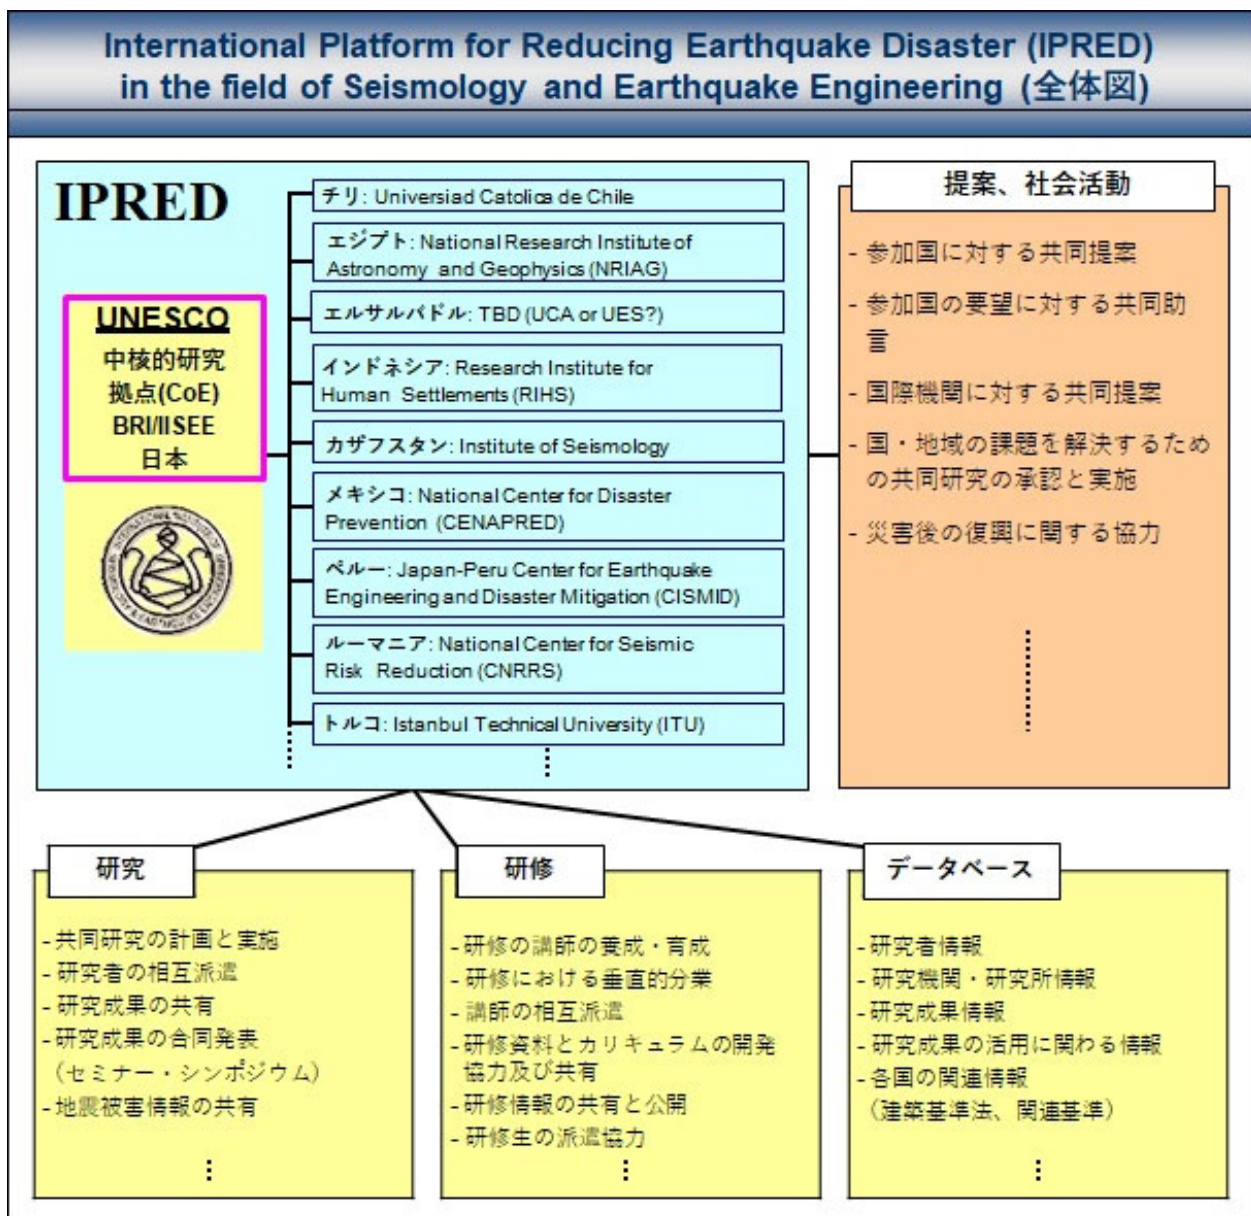 International Platform for Reducing Earthquake Disaster (IPRED)
in the field of Seismology and Earthquake Engineering (全体図)
IPRED
UNESCO
中核的研究
拠点(CoE)
BRI/IISEE
日本
チリ: Universiad Catolica de Chile
エジプト: National Research Institute of
Astronomy and Geophysics (NRIAG)
エルサルバドル: TBD (UCA or UES?)
インドネシア: Research Institute for
Human Settlements (RIHS)
カザフスタン: Institute of Seismology
メキシコ: National Center for Disaster
Prevention (CENAPRED)
ペルー: Japan-Peru Center for Earthquake
Engineering and Disaster Mitigation (CISMID)
ルーマニア: National Center for Seismic
Risk Reduction (CNRRS)
トルコ: Istanbul Technical University (ITU)
提案、社会活動
- 参加国に対する共同提案
- 参加国の要望に対する共同助
言
- 国際機関に対する共同提案
- 国・地域の課題を解決するため
の共同研究の承認と実施
- 災害後の復興に関する協力
研究
- 共同研究の計画と実施
- 研究者の相互派遣
- 研究成果の共有
- 研究成果の合同発表
（セミナー・シンポジウム）
- 地震被害情報の共有
研修
- 研修の講師の養成・育成
- 研修における垂直的分業
- 講師の相互派遣
- 研修資料とカリキュラムの開発
協力及び共有
- 研修情報の共有と公開
- 研修生の派遣協力
データベース
- 研究者情報
- 研究機関・研究所情報
- 研究成果情報
- 研究成果の活用に関わる情報
- 各国の関連情報
（建築基準法、関連基準）